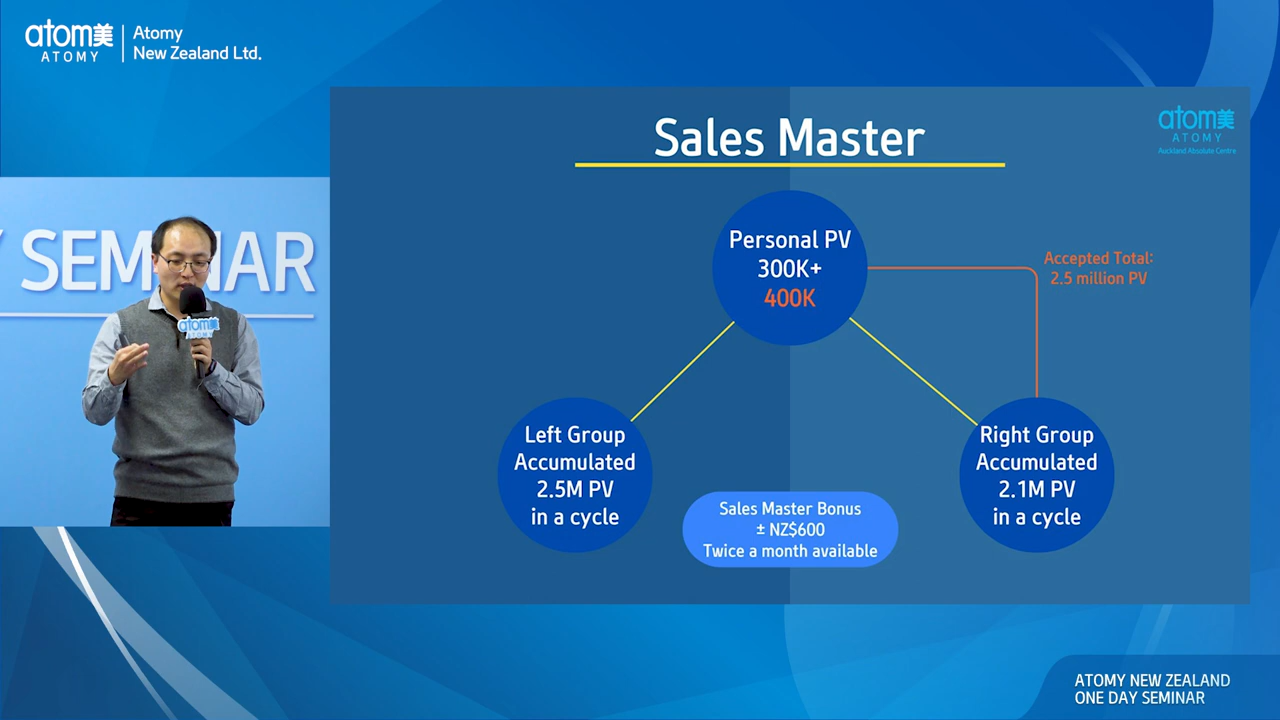 atom美
ATOMY
Atomy
New Zealand Ltd.
SEMINAR
atom美
ATOMY
Sales Master
atom美
ATOMY
Auckland Absolute Centre
Personal PV
300K+
400K
Accepted Total:
2.5 million PV
Left Group
Accumulated
2.5M PV
in a cycle
Right Group
Accumulated
2.1M PV
in a cycle
Sales Master Bonus
± NZ$600
Twice a month available
ATOMY NEW ZEALAND
ONE DAY SEMINAR